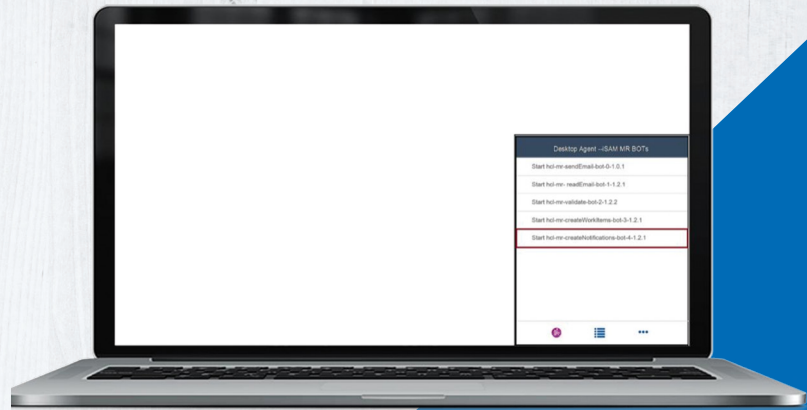 Desktop Agent --iSAM MR BOTs
Start hcl-mr-sendEmail-bot-0-1.0.1
Start hcl-mr- readEmail-bot-1-1.2.1
Start hcl-mr-validate-bot-2-1.2.2
Start hcl-mr-createWorkItems-bot-3-1.2.1
Start hcl-mr-createNotifications-bot-4-1.2.1